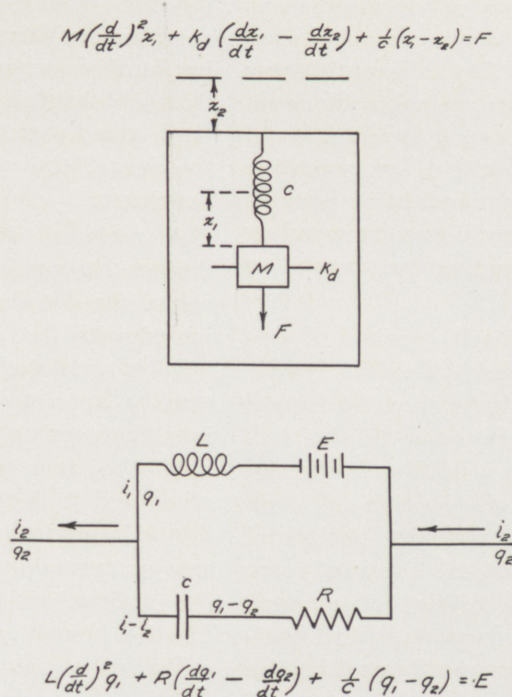 M(d/dt)²x₁ + k_d (dx₁/dt − dx₂/dt) + 1/c (x₁ − x₂) = F
x₂
c
x₁
M
k_d
F
L
E
i₁
q₁
i₂
q₂
i₂
q₂
c
q₁ − q₂
R
i₁ − i₂
L(d/dt)²q₁ + R(dq₁/dt − dq₂/dt) + 1/c (q₁ − q₂) = E